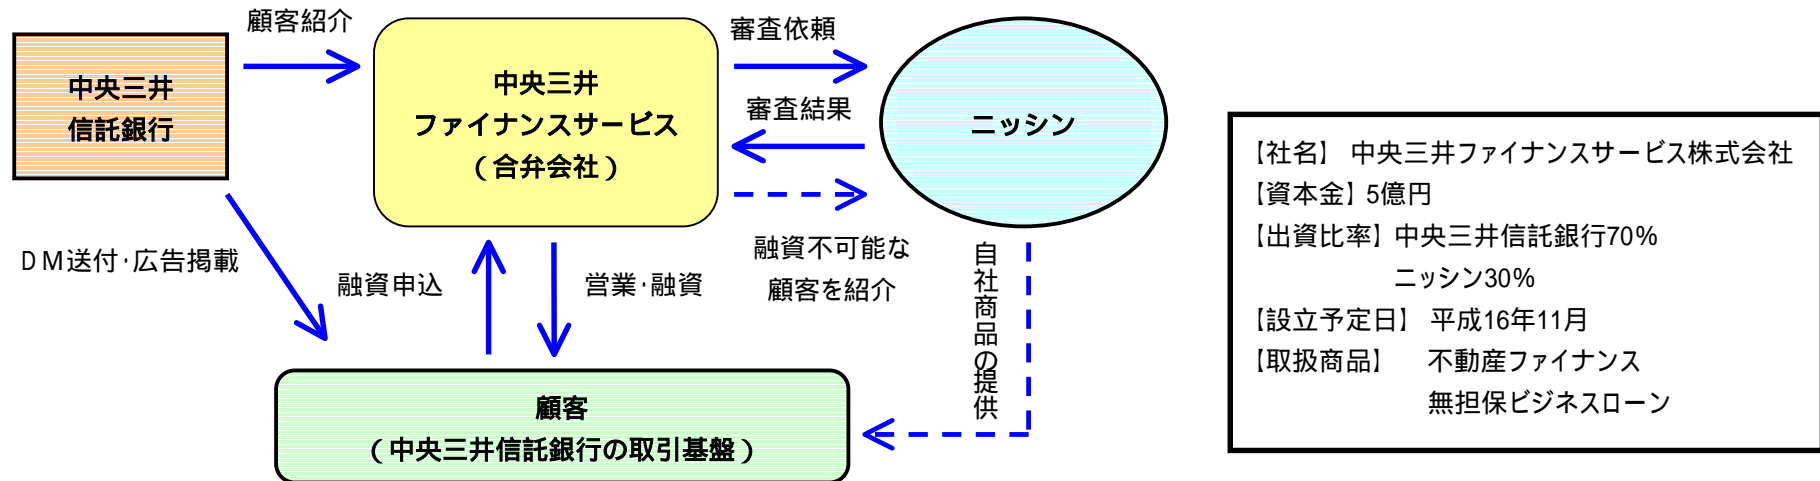 顧客紹介
審査依頼
中央三井
信託銀行
中央三井
ファイナンスサービス
(合弁会社)
審査結果
ニッシン
DM送付・広告掲載
融資申込
営業・融資
融資不可能な
顧客を紹介
自社商品の提供
顧客
(中央三井信託銀行の取引基盤)
【社名】 中央三井ファイナンスサービス株式会社
【資本金】5億円
【出資比率】中央三井信託銀行70%
ニッシン30%
【設立予定日】 平成16年11月
【取扱商品】 不動産ファイナンス
無担保ビジネスローン